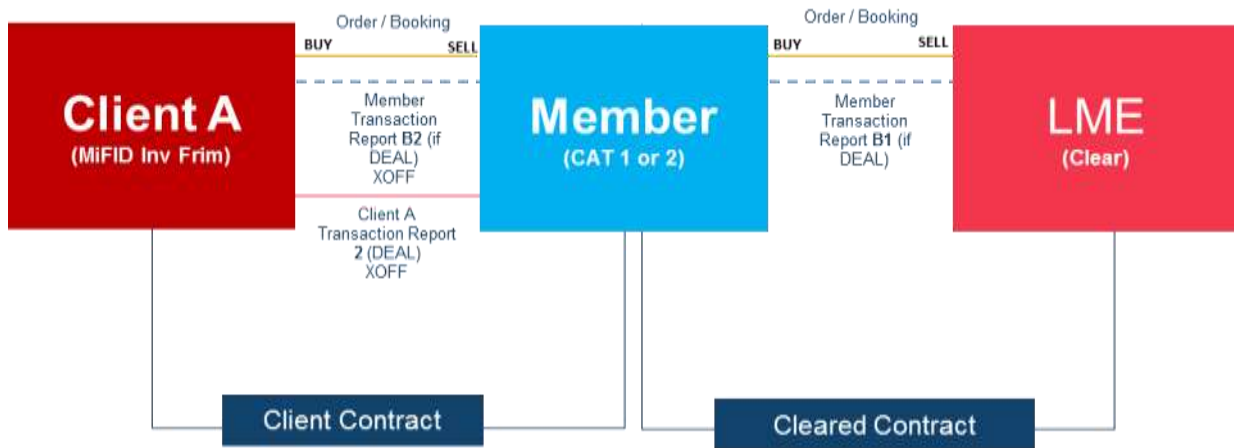 Order / Booking
BUY
SELL
Order / Booking
BUY
SELL
Client A
(MiFID Inv Frim)
Member
Transaction
Report B2 (if
DEAL)
XOFF
Client A
Transaction Report
2 (DEAL)
XOFF
Member
(CAT 1 or 2)
Member
Transaction
Report B1 (if
DEAL)
LME
(Clear)
Client Contract
Cleared Contract